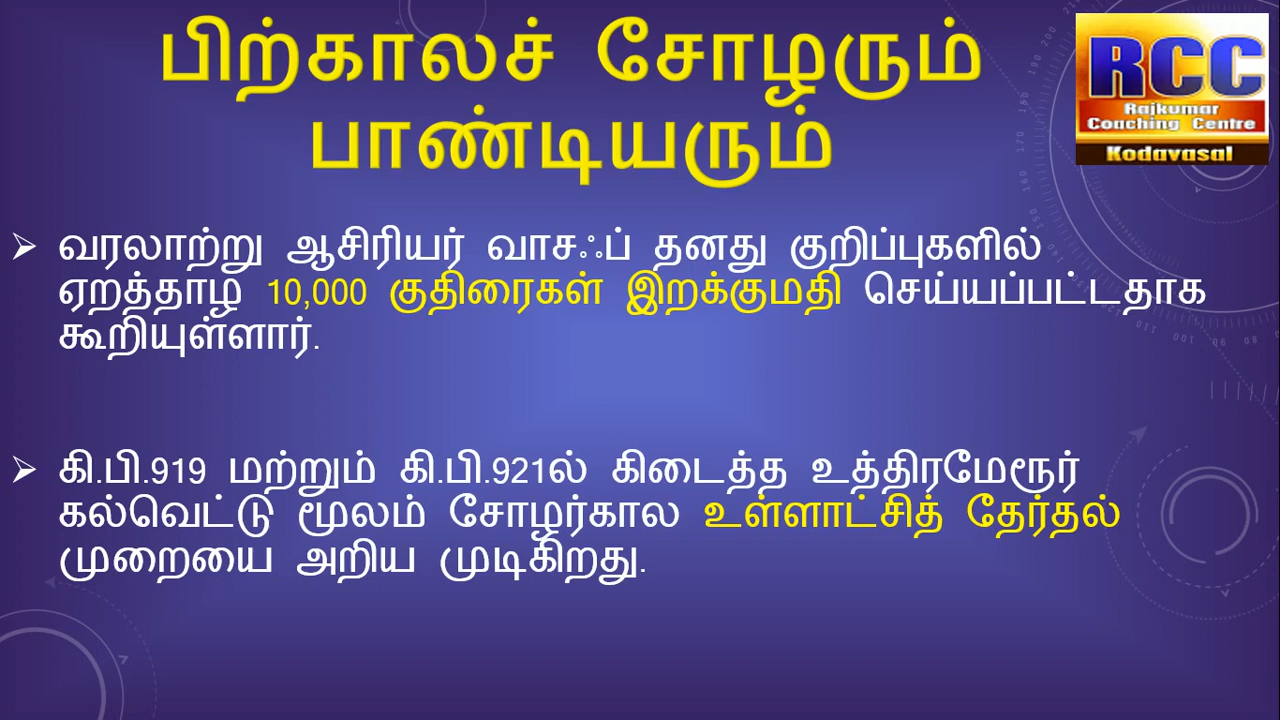 பிற்காலச் சோழரும்
பாண்டியரும்
RCC
Rajkumar
Coaching Centre
Kodavasal
➢ வரலாற்று ஆசிரியர் வாசஃப் தனது குறிப்புகளில்
ஏறத்தாழ 10,000 குதிரைகள் இறக்குமதி செய்யப்பட்டதாக
கூறியுள்ளார்.
➢ கி.பி.919 மற்றும் கி.பி.921ல் கிடைத்த உத்திரமேரூர்
கல்வெட்டு மூலம் சோழர்கால உள்ளாட்சித் தேர்தல்
முறையை அறிய முடிகிறது.